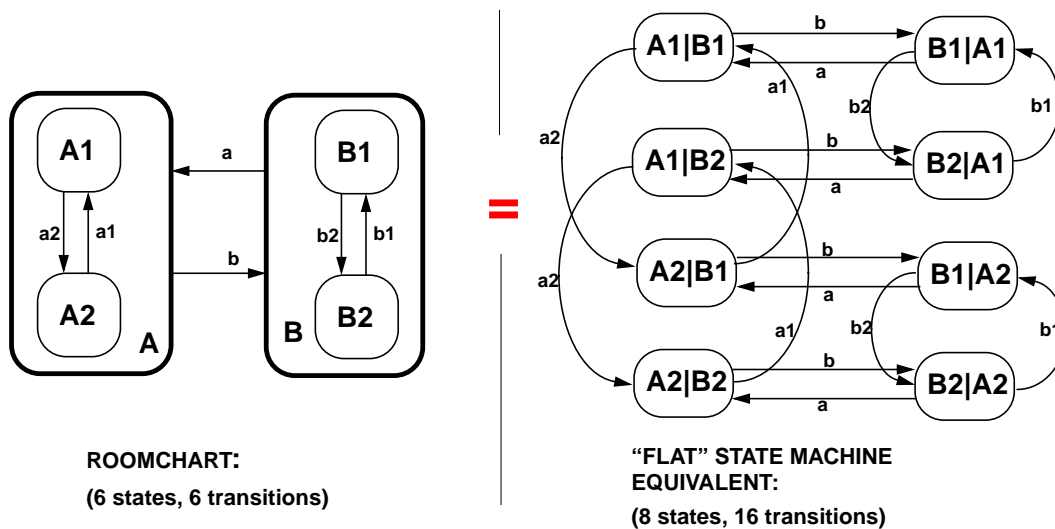 A1
A2
A
a2
a1
a
b
B1
B2
B
b2
b1
ROOMCHART:
(6 states, 6 transitions)
=
A1|B1
b
a
B1|A1
a2
a1
b2
b1
A1|B2
b
a
B2|A1
A2|B1
b
a
B1|A2
a2
a1
b2
b1
A2|B2
b
a
B2|A2
“FLAT” STATE MACHINE
EQUIVALENT:
(8 states, 16 transitions)